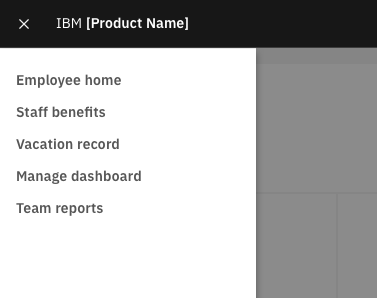 IBM [Product Name]
Employee home
Staff benefits
Vacation record
Manage dashboard
Team reports